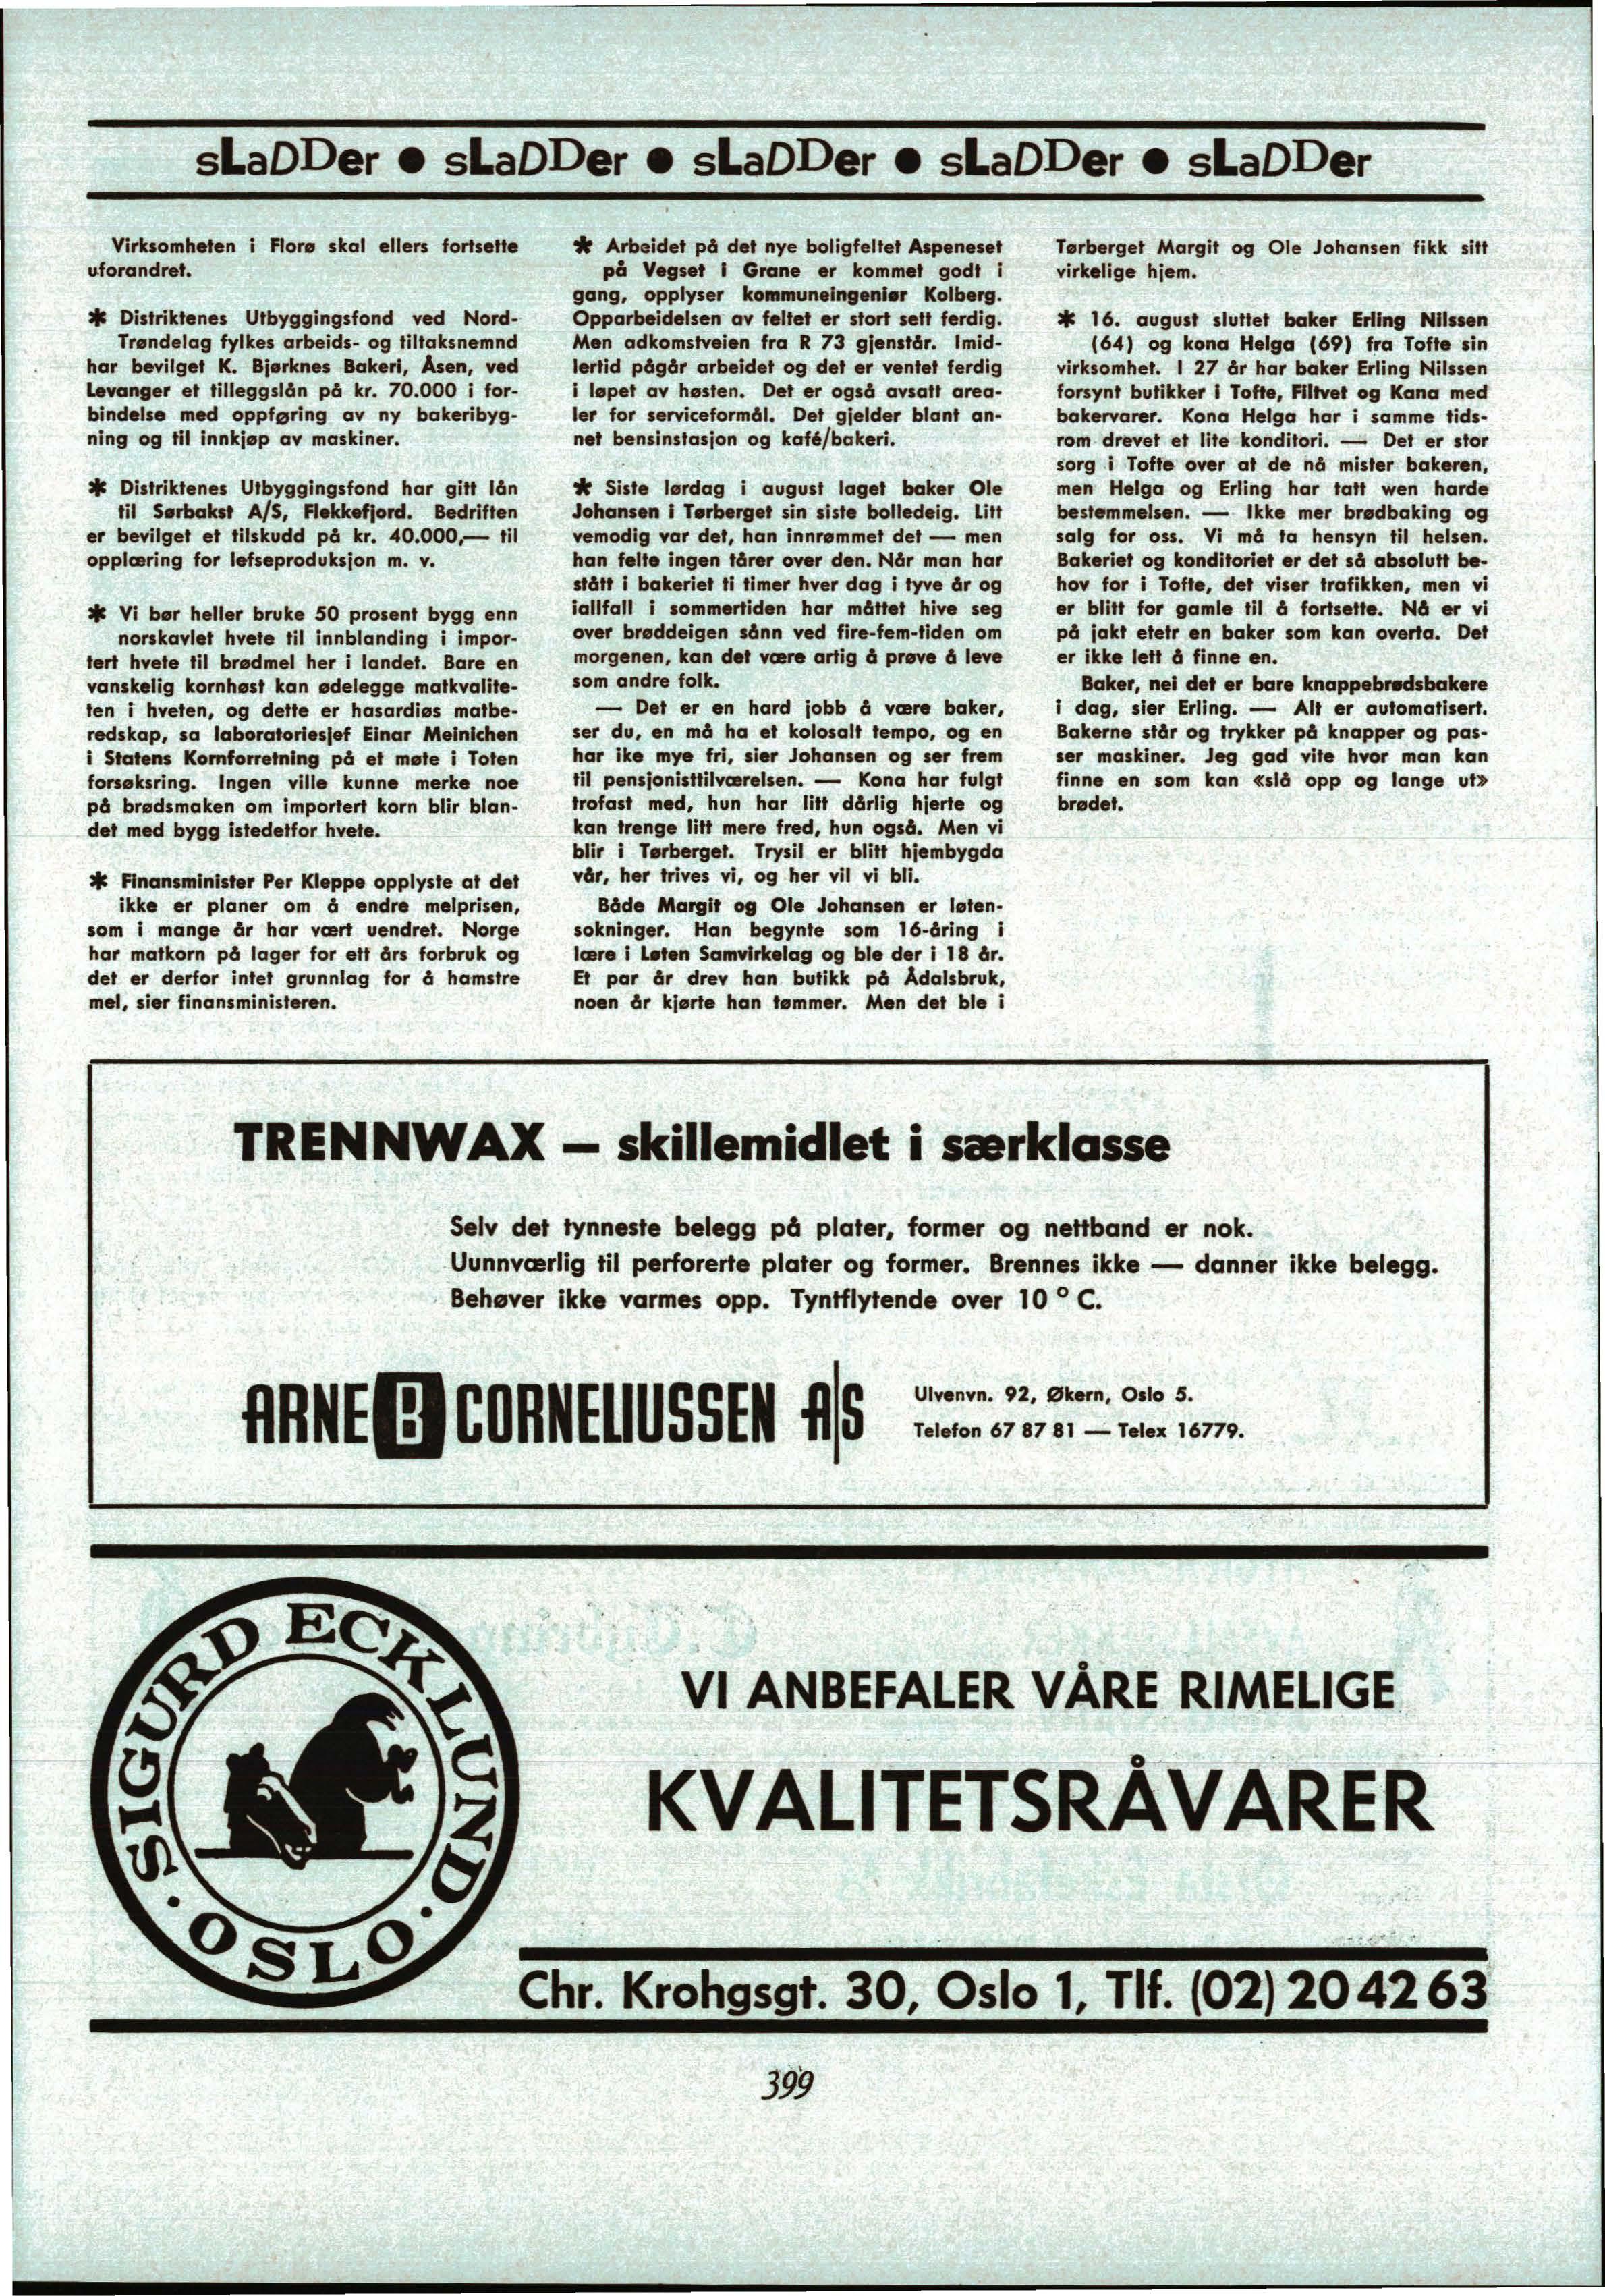 sLaDDer ● sLaDDer ● sLaDDer ● sLaDDer ● sLaDDer
Virksomheten i Florø skal ellers fortsette
uforandret.
* Distriktenes Utbyggingsfond ved Nord-
Trøndelag fylkes arbeids- og tiltaksnemnd
har bevilget K. Bjørknes Bakeri, Åsen, ved
Levanger et tilleggslån på kr. 70.000 i for-
bindelse med oppføring av ny bakeribyg-
ning og til innkjøp av maskiner.
* Distriktenes Utbyggingsfond har gitt lån
til Sørbakst A/S, Flekkefjord. Bedriften
er bevilget et tilskudd på kr. 40.000,— til
opplæring for lefseproduksjon m. v.
* Vi bør heller bruke 50 prosent bygg enn
norskavlet hvete til innblanding i impor-
tert hvete til brødmel her i landet. Bare en
vanskelig kornhøst kan ødelegge matkvalite-
ten i hveten, og dette er hasardiøs matbe-
redskap, sa laboratoriesjef Einar Meinichen
i Statens Kornforretning på et møte i Toten
forsøksring. Ingen ville kunne merke noe
på brødsmaken om importert korn blir blan-
det med bygg istedetfor hvete.
* Finansminister Per Kleppe opplyste at det
ikke er planer om å endre melprisen,
som i mange år har vært uendret. Norge
har matkorn på lager for ett års forbruk og
det er derfor intet grunnlag for å hamstre
mel, sier finansministeren.
* Arbeidet på det nye boligfeltet Aspeneset
på Vegset i Grane er kommet godt i
gang, opplyser kommuneingeniør Kolberg.
Opparbeidelsen av feltet er stort sett ferdig.
Men adkomstveien fra R 73 gjenstår. Imid-
lertid pågår arbeidet og det er ventet ferdig
i løpet av høsten. Det er også avsatt area-
ler for serviceformål. Det gjelder blant an-
net bensinstasjon og kafé/bakeri.
* Siste lørdag i august laget baker Ole
Johansen i Tørberget sin siste bolledeig. Litt
vemodig var det, han innrømmet det — men
han felte ingen tårer over den. Når man har
stått i bakeriet ti timer hver dag i tyve år og
iallfall i sommertiden har måttet hive seg
over brøddeigen sånn ved fire-fem-tiden om
morgenen, kan det være artig å prøve å leve
som andre folk.
— Det er en hard jobb å være baker,
ser du, en må ha et kolosalt tempo, og en
har ike mye fri, sier Johansen og ser frem
til pensjonisttilværelsen. — Kona har fulgt
trofast med, hun har litt dårlig hjerte og
kan trenge litt mere fred, hun også. Men vi
blir i Tørberget. Trysil er blitt hjembygda
vår, her trives vi, og her vil vi bli.
Både Margit og Ole Johansen er løten-
sokninger. Han begynte som 16-åring i
lære i Løten Samvirkelag og ble der i 18 år.
Et par år drev han butikk på Ådalsbruk,
noen år kjørte han tømmer. Men det ble i
Tørberget Margit og Ole Johansen fikk sitt
virkelige hjem.
* 16. august sluttet baker Erling Nilssen
(64) og kona Helga (69) fra Tofte sin
virksomhet. I 27 år har baker Erling Nilssen
forsynt butikker i Tofte, Filtvet og Kana med
bakervarer. Kona Helga har i samme tids-
rom drevet et lite konditori. — Det er stor
sorg i Tofte over at de nå mister bakeren,
men Helga og Erling har tatt wen harde
bestemmelsen. — Ikke mer brødbaking og
salg for oss. Vi må ta hensyn til helsen.
Bakeriet og konditoriet er det så absolutt be-
hov for i Tofte, det viser trafikken, men vi
er blitt for gamle til å fortsette. Nå er vi
på jakt etetr en baker som kan overta. Det
er ikke lett å finne en.
Baker, nei det er bare knappebrødsbakere
i dag, sier Erling. — Alt er automatisert.
Bakerne står og trykker på knapper og pas-
ser maskiner. Jeg gad vite hvor man kan
finne en som kan «slå opp og lange ut»
brødet.
TRENNWAX – skillemidlet i særklasse
Selv det tynneste belegg på plater, former og nettband er nok.
Uunnværlig til perforerte plater og former. Brennes ikke — danner ikke belegg.
Behøver ikke varmes opp. Tyntflytende over 10 ° C.
ARNE B CORNELIUSSEN A/S
Ulvenvn. 92, Økern, Oslo 5.
Telefon 67 87 81 — Telex 16779.
SIGURD ECKLUND · OSLO ·
VI ANBEFALER VÅRE RIMELIGE
KVALITETSRÅVARER
Chr. Krohgsgt. 30, Oslo 1, Tlf. (02) 20 42 63
399